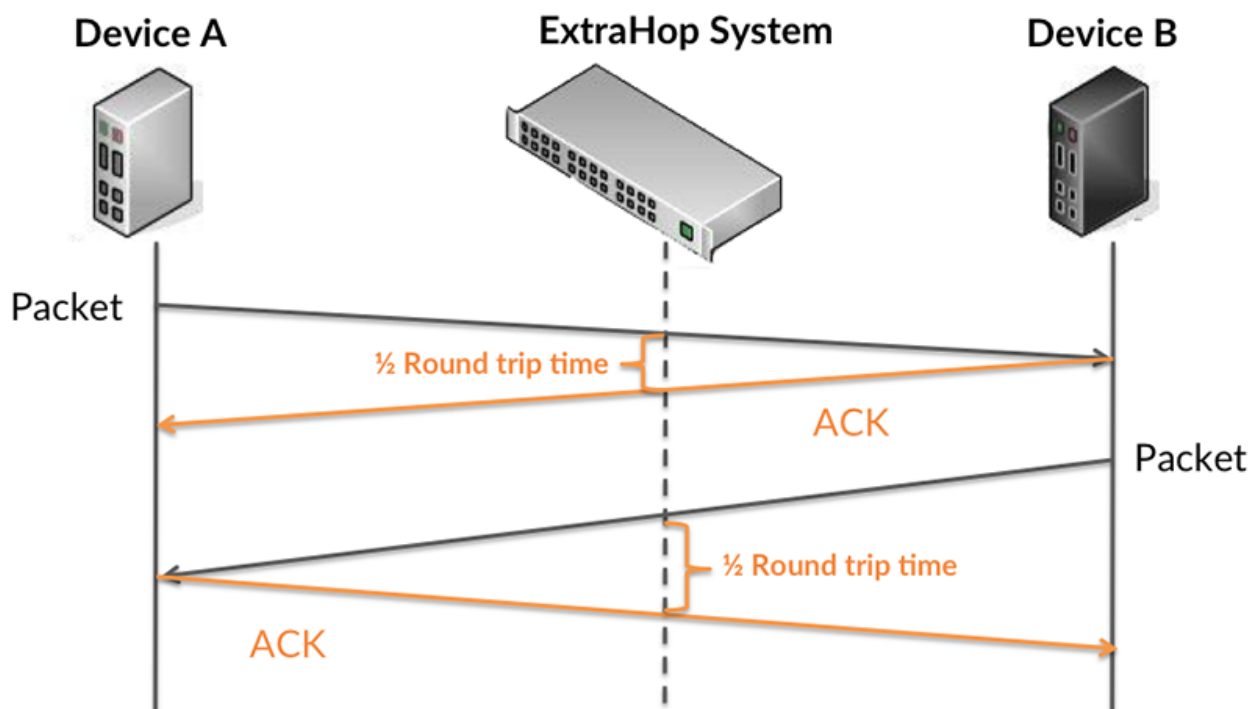 Device A
ExtraHop System
Device B
Packet
½ Round trip time
ACK
Packet
½ Round trip time
ACK